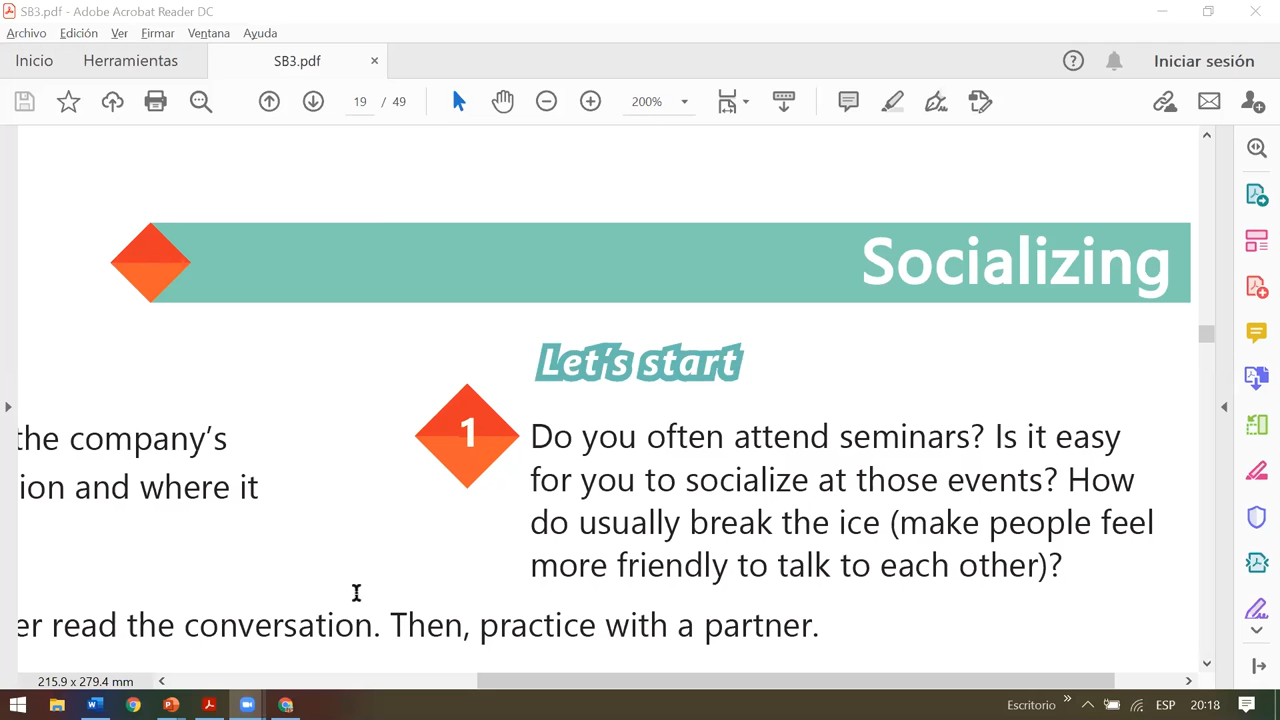 SB3.pdf - Adobe Acrobat Reader DC
Archivo Edición Ver Firmar Ventana Ayuda
Inicio Herramientas SB3.pdf × Iniciar sesión
19 / 49 200%
Socializing
Let's start
1 Do you often attend seminars? Is it easy
the company's
for you to socialize at those events? How
ion and where it
do usually break the ice (make people feel
more friendly to talk to each other)?
er read the conversation. Then, practice with a partner.
215.9 x 279.4 mm
Escritorio » ESP 20:18